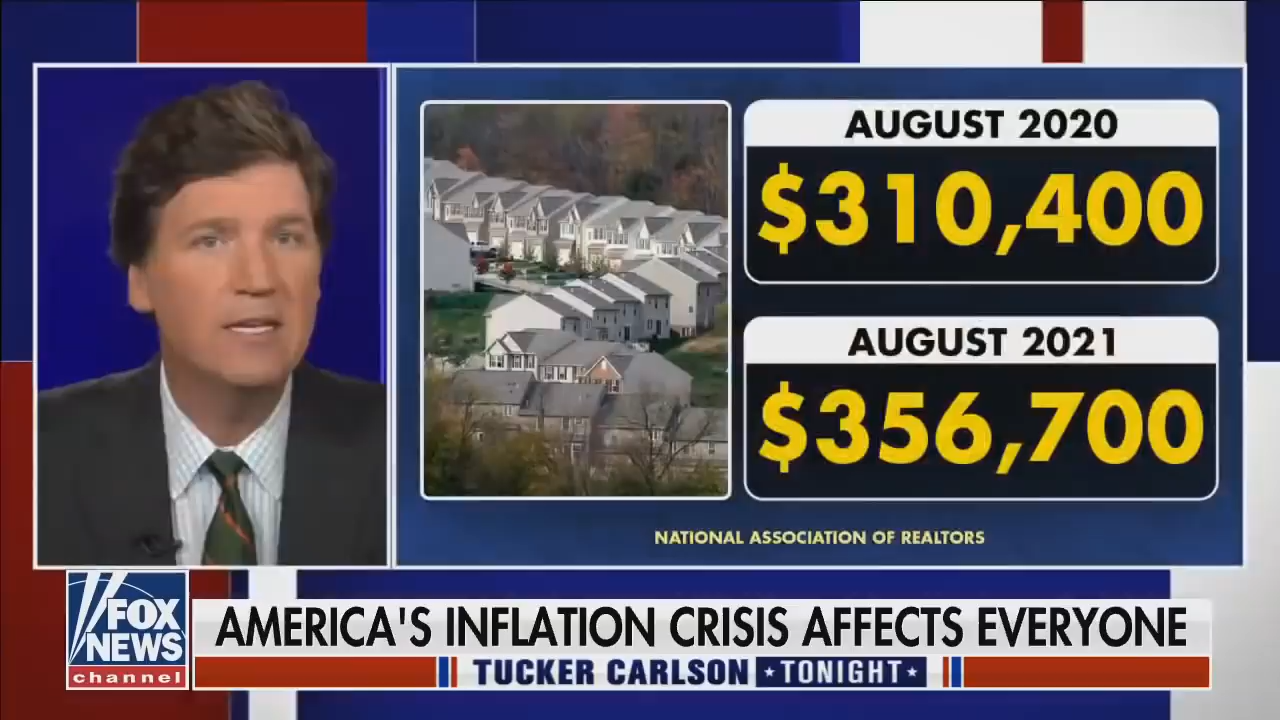 AUGUST 2020
$310,400
AUGUST 2021
$356,700
NATIONAL ASSOCIATION OF REALTORS
FOX
NEWS
channel
AMERICA'S INFLATION CRISIS AFFECTS EVERYONE
TUCKER CARLSON TONIGHT